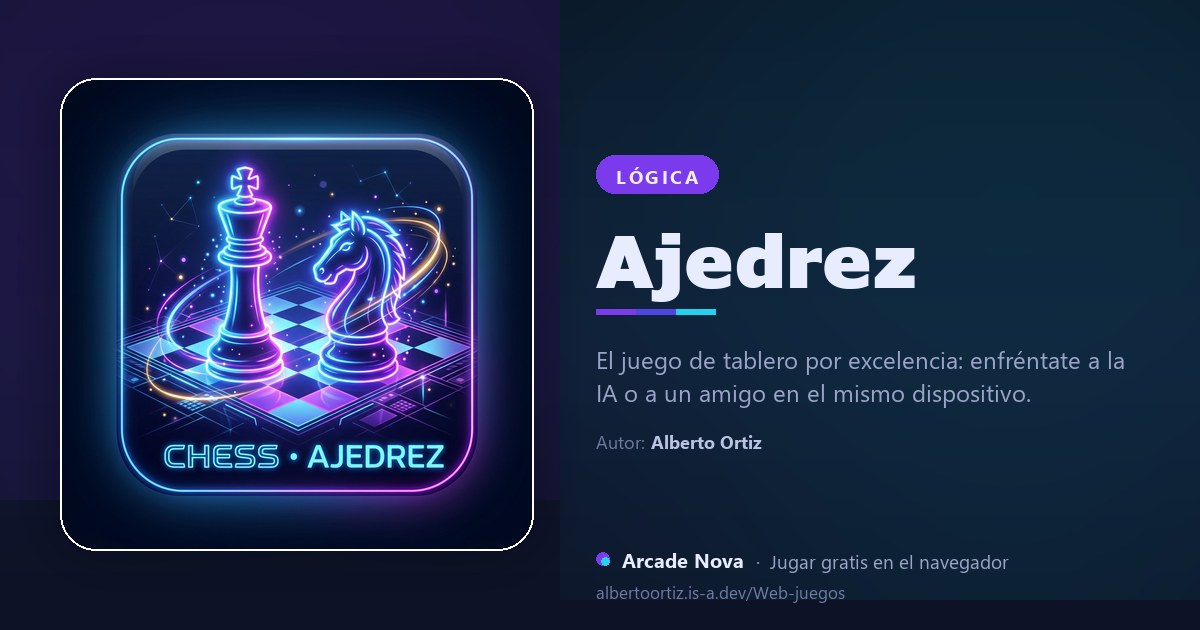 CHESS • AJEDREZ
LÓGICA
Ajedrez
El juego de tablero por excelencia: enfréntate a la
IA o a un amigo en el mismo dispositivo.
Autor: Alberto Ortiz
Arcade Nova · Jugar gratis en el navegador
albertoortiz.is-a.dev/Web-juegos